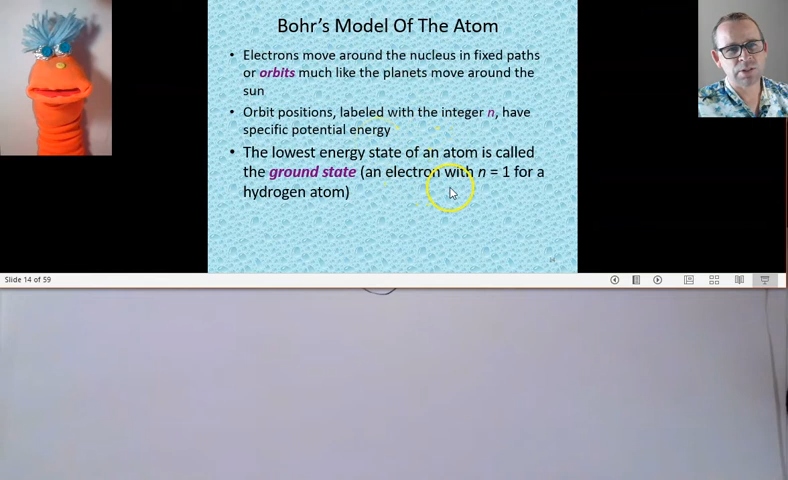 Bohr's Model Of The Atom
• Electrons move around the nucleus in fixed paths
or orbits much like the planets move around the
sun
• Orbit positions, labeled with the integer n, have
specific potential energy
• The lowest energy state of an atom is called
the ground state (an electron with n = 1 for a
hydrogen atom)
14
Slide 14 of 59